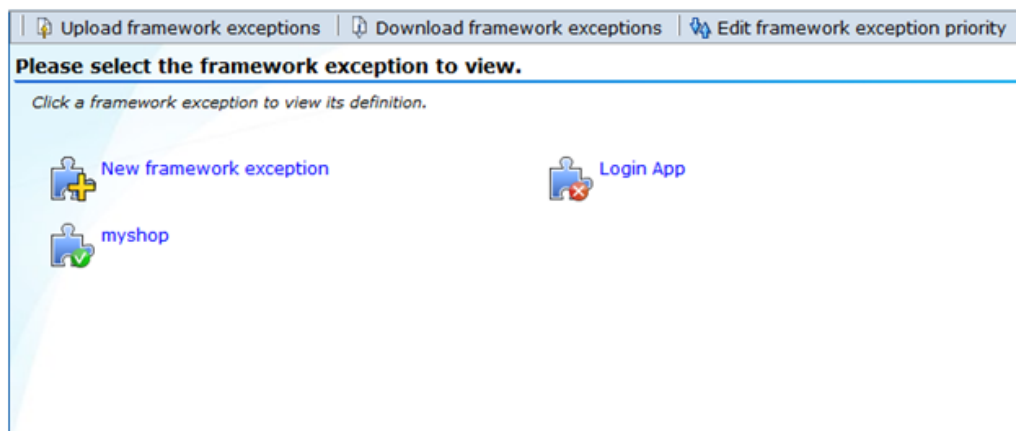 Upload framework exceptions Download framework exceptions Edit framework exception priority
Please select the framework exception to view.
Click a framework exception to view its definition.
New framework exception Login App
myshop